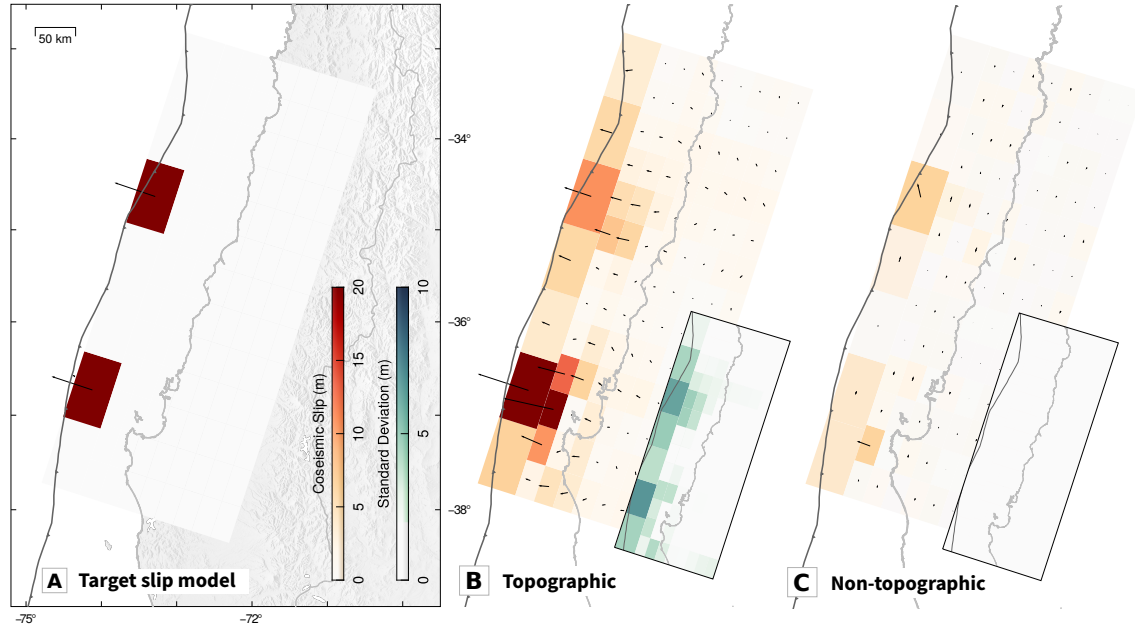 50 km
−34°
−36°
−38°
−75°
−72°
0
5
10
15
20
Coseismic Slip (m)
0
5
10
Standard Deviation (m)
A Target slip model
B Topographic
C Non-topographic